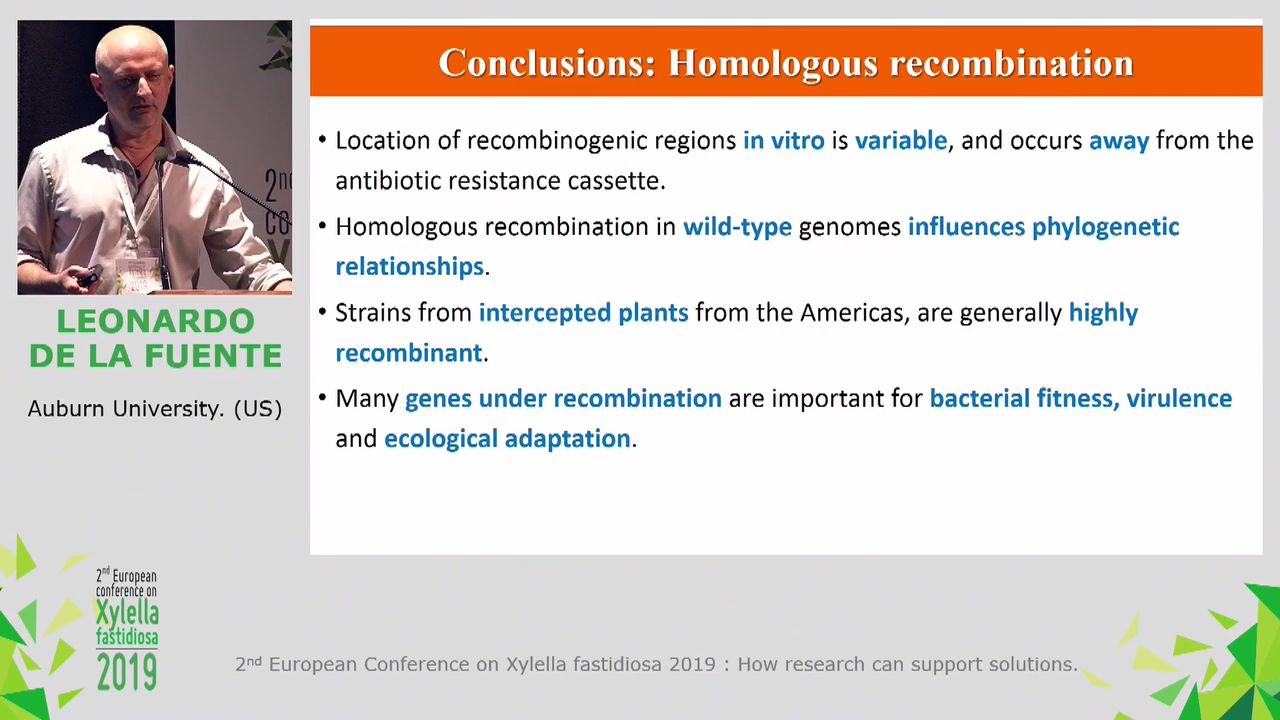 Conclusions: Homologous recombination
• Location of recombinogenic regions in vitro is variable, and occurs away from the
antibiotic resistance cassette.
• Homologous recombination in wild-type genomes influences phylogenetic
relationships.
• Strains from intercepted plants from the Americas, are generally highly
recombinant.
• Many genes under recombination are important for bacterial fitness, virulence
and ecological adaptation.
2nd
CO
LEONARDO
DE LA FUENTE
Auburn University. (US)
2nd European
conference on
Xylella
fastidiosa
2019
2nd European Conference on Xylella fastidiosa 2019 : How research can support solutions.